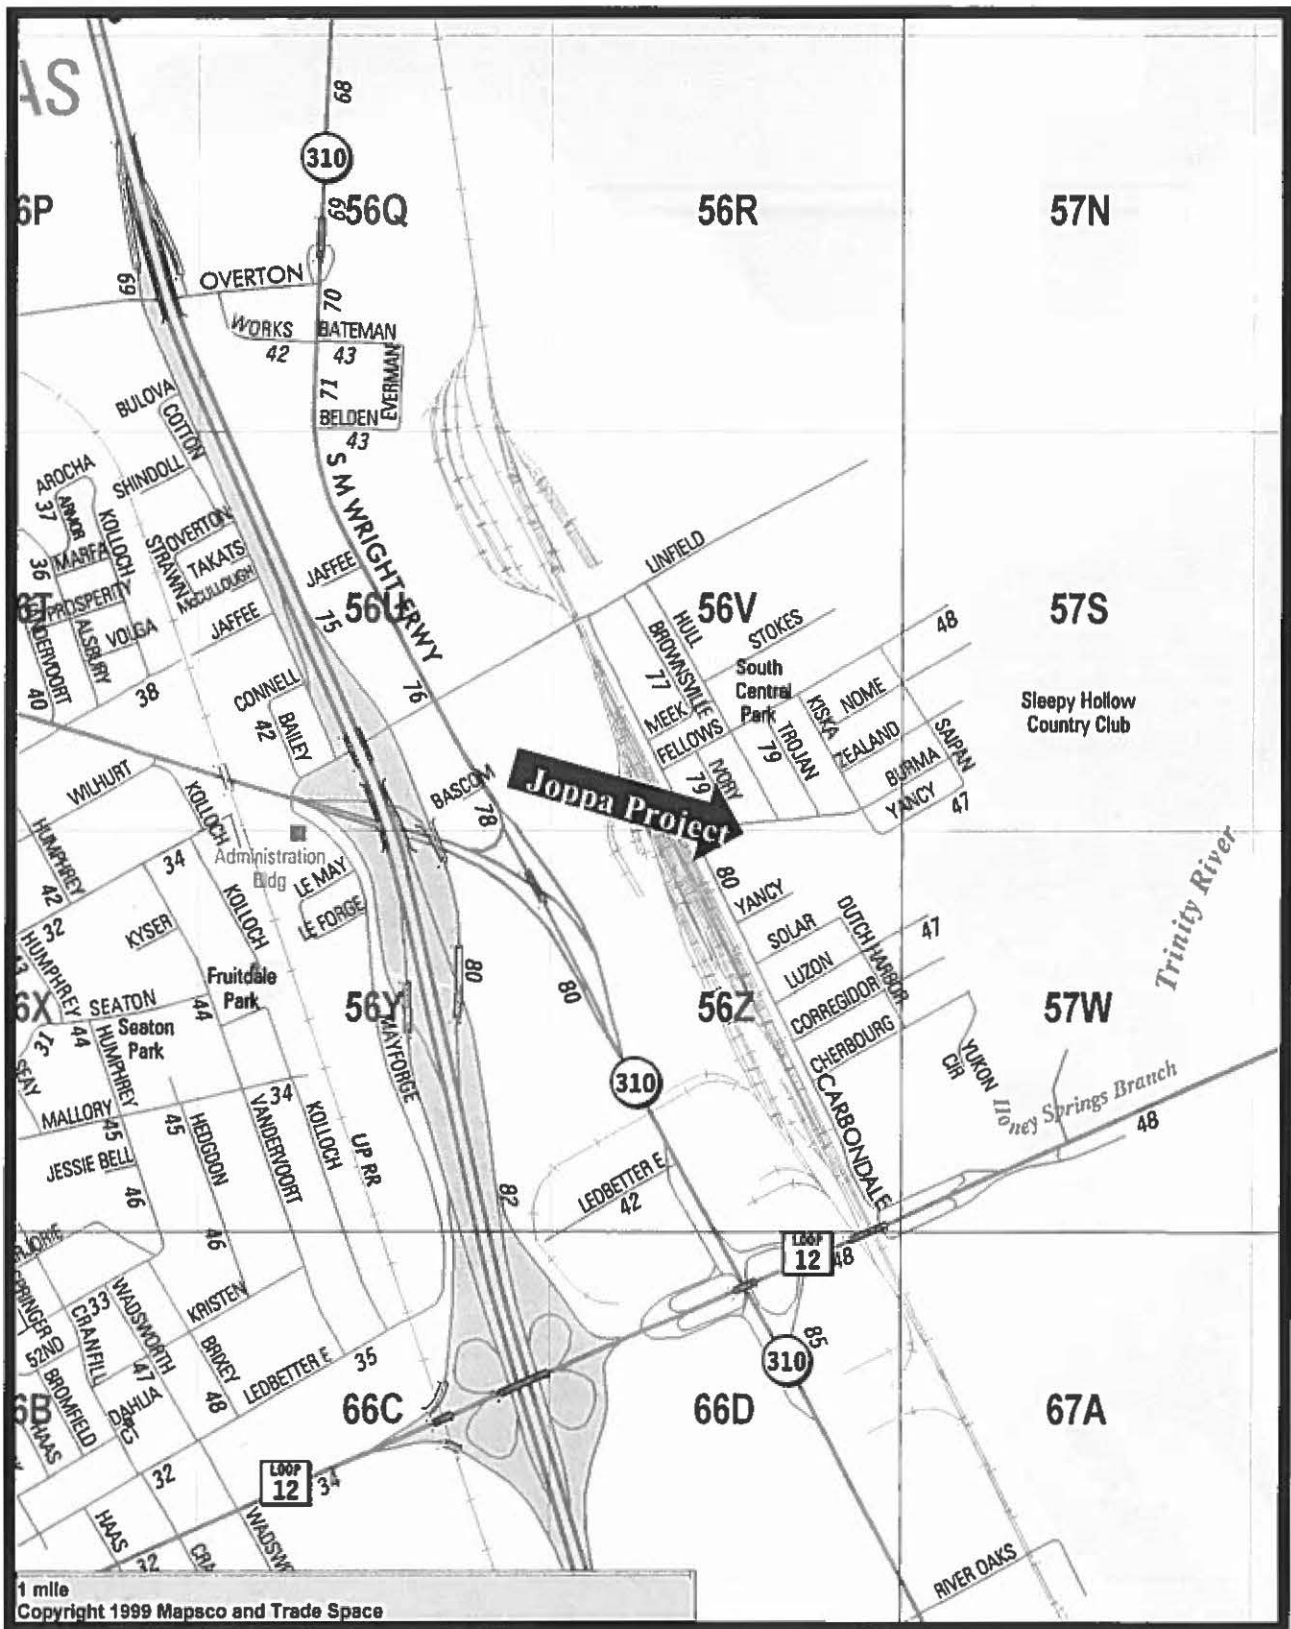 AS
68
310
6P
69
56Q
56R
57N
69
OVERTON
70
WORKS
BATEMAN
42
43
EVERMAN
71
BULOVA
COTTON
BELDEN
43
S M WRIGHT FRWY
AROCHA
37
ARMOR
SHINDOLL
KOLLOCH
OVERTON
STRAWN
TAKATS
MCCULLOUGH
JAFFEE
LINFIELD
36
MARFA
6T
PROSPERITY
ALSBURY
VOLGA
JAFFEE
75
56U
56V
57S
HULL
BROWNSVILLE
STOKES
48
40
38
CONNELL
42
BAILEY
76
77
South
Central
Park
MEEK
FELLOWS
KISKA
NOME
TROJAN
79
ZEALAND
SAIPAN
Sleepy Hollow
Country Club
WILHURT
KOLLOCH
BASCOM
78
Joppa Project
79
IVORY
BURMA
YANCY
47
HUMPHREY
42
34
Administration
Bldg
LE MAY
LE FORGE
32
KYSER
KOLLOCH
80
YANCY
SOLAR
DUTCH HARBOR
47
Trinity River
HUMPHREY
43
Fruitdale
Park
80
80
LUZON
6X
SEATON
44
56Y
56Z
CORREGIDOR
57W
31
44
Seaton
Park
HUMPHREY
MAYFORGE
CHERBOURG
YUKON
CIR
SEAY
310
CARBONDALE
Honey Springs Branch
48
MALLORY
45
45
34
HEDGDON
VANDERVOORT
KOLLOCH
UP RR
JESSIE BELL
46
82
LEDBETTER E
42
46
LOOP
12
48
SPRINGER
52ND
33
CRANFILL
WADSWORTH
KRISTEN
47
BRIXEY
48
LEDBETTER E
35
85
310
6B
BROMFIELD
DAHLIA
HAAS
66C
66D
67A
32
LOOP
12
34
HAAS
32
CRA
WADSW
RIVER OAKS
1 mile
Copyright 1999 Mapsco and Trade Space